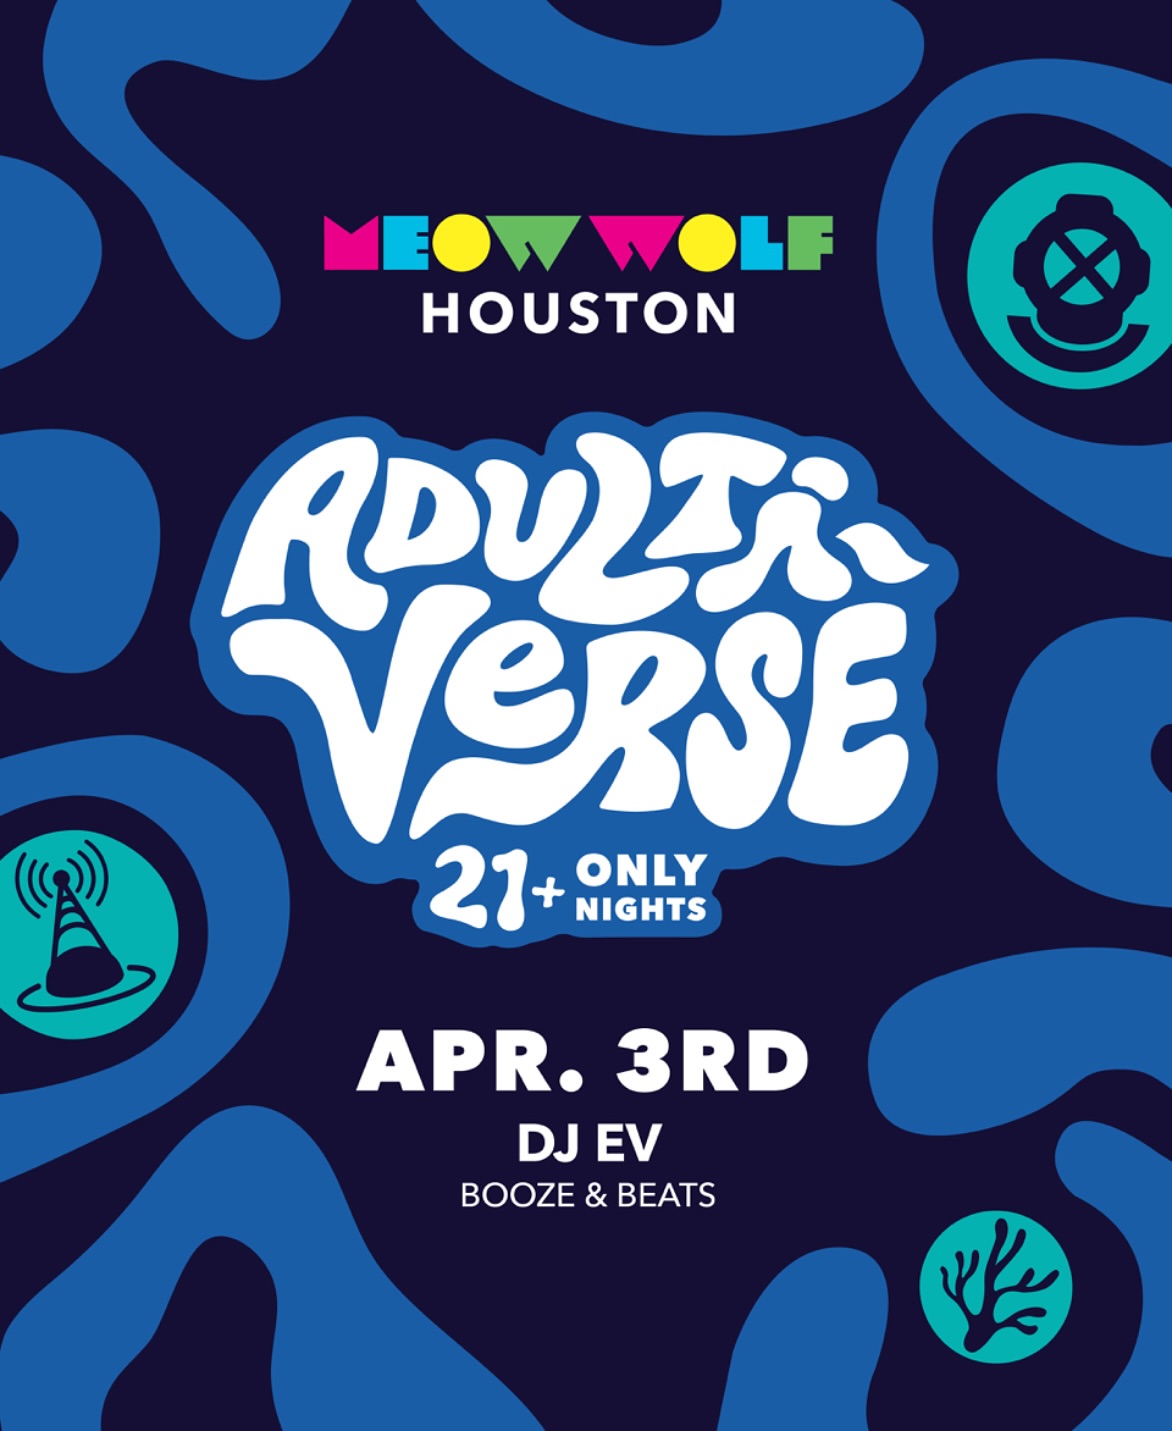 MEOW WOLF
HOUSTON
ADULTi-
VeRSE
21+ ONLY
NIGHTS
APR. 3RD
DJ EV
BOOZE & BEATS